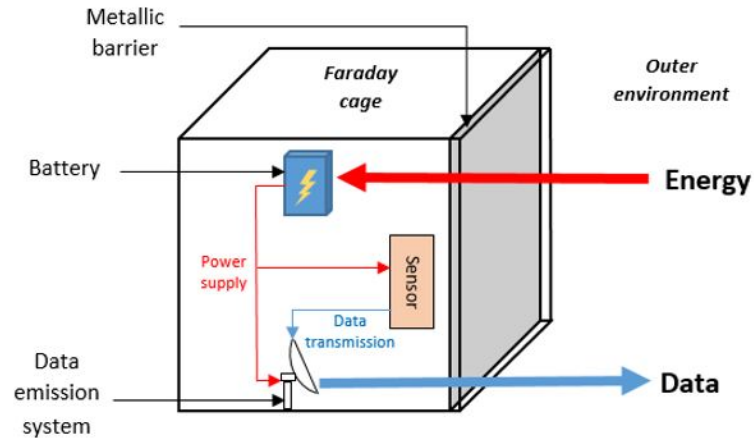 Metallic
barrier
Faraday
cage
Outer
environment
Battery
Energy
Power
supply
Sensor
Data
transmission
Data
emission
system
Data